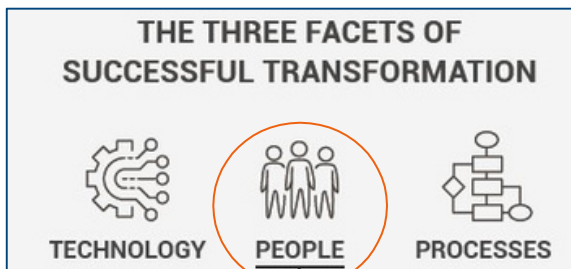 THE THREE FACETS OF
SUCCESSFUL TRANSFORMATION
TECHNOLOGY PEOPLE PROCESSES